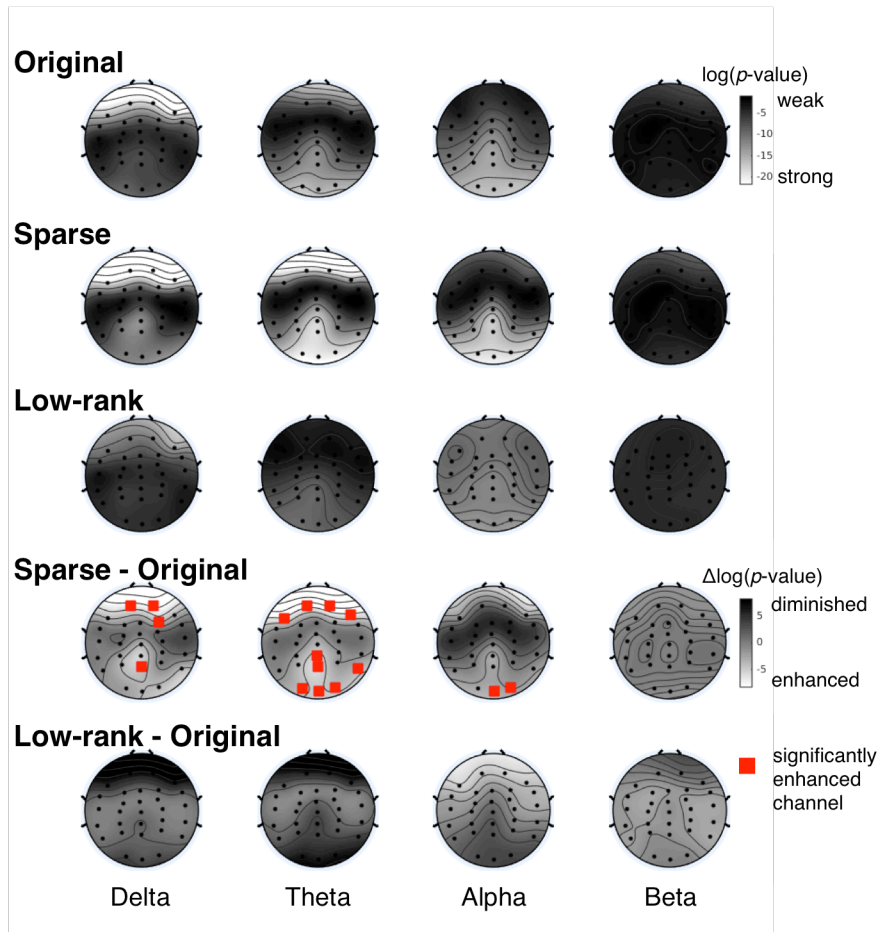 Original
log(p-value)
weak
-5
-10
-15
-20
strong
Sparse
Low-rank
Sparse - Original
Δlog(p-value)
diminished
5
0
-5
enhanced
Low-rank - Original
significantly
enhanced
channel
Delta Theta Alpha Beta